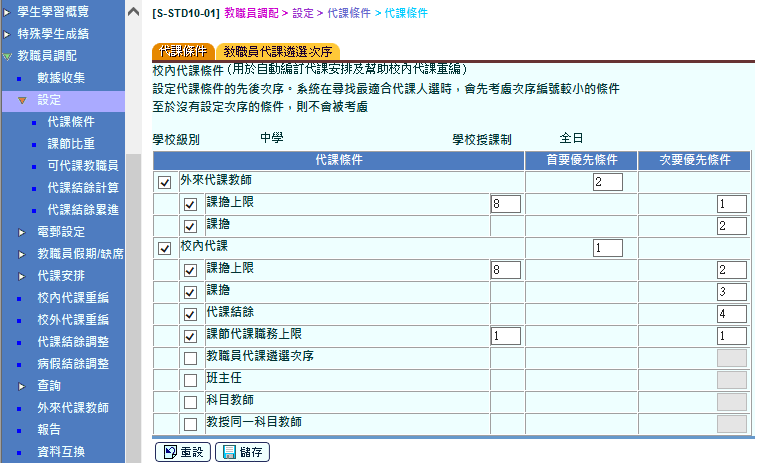 學生學習概覽
特殊學生成績
教職員調配
數據收集
設定
代課條件
課節比重
可代課教職員
代課結餘計算
代課結餘累進
電郵設定
教職員假期/缺席
代課安排
校內代課重編
校外代課重編
代課結餘調整
病假結餘調整
查詢
外來代課教師
報告
資料互換
[S-STD10-01] 教職員調配 > 設定 > 代課條件 > 代課條件
代課條件 教職員代課遴選次序
校內代課條件 (用於自動編訂代課安排及幫助校內代課重編)
設定代課條件的先後次序。系統在尋找最適合代課人選時，會先考慮次序編號較小的條件
至於沒有設定次序的條件，則不會被考慮
學校級別 中學 學校授課制 全日
代課條件 首要優先條件 次要優先條件
外來代課教師 2
課擔上限 8 1
課擔 2
校內代課 1
課擔上限 8 2
課擔 3
代課結餘 4
課節代課職務上限 1 1
教職員代課遴選次序
班主任
科目教師
教授同一科目教師
重設 儲存